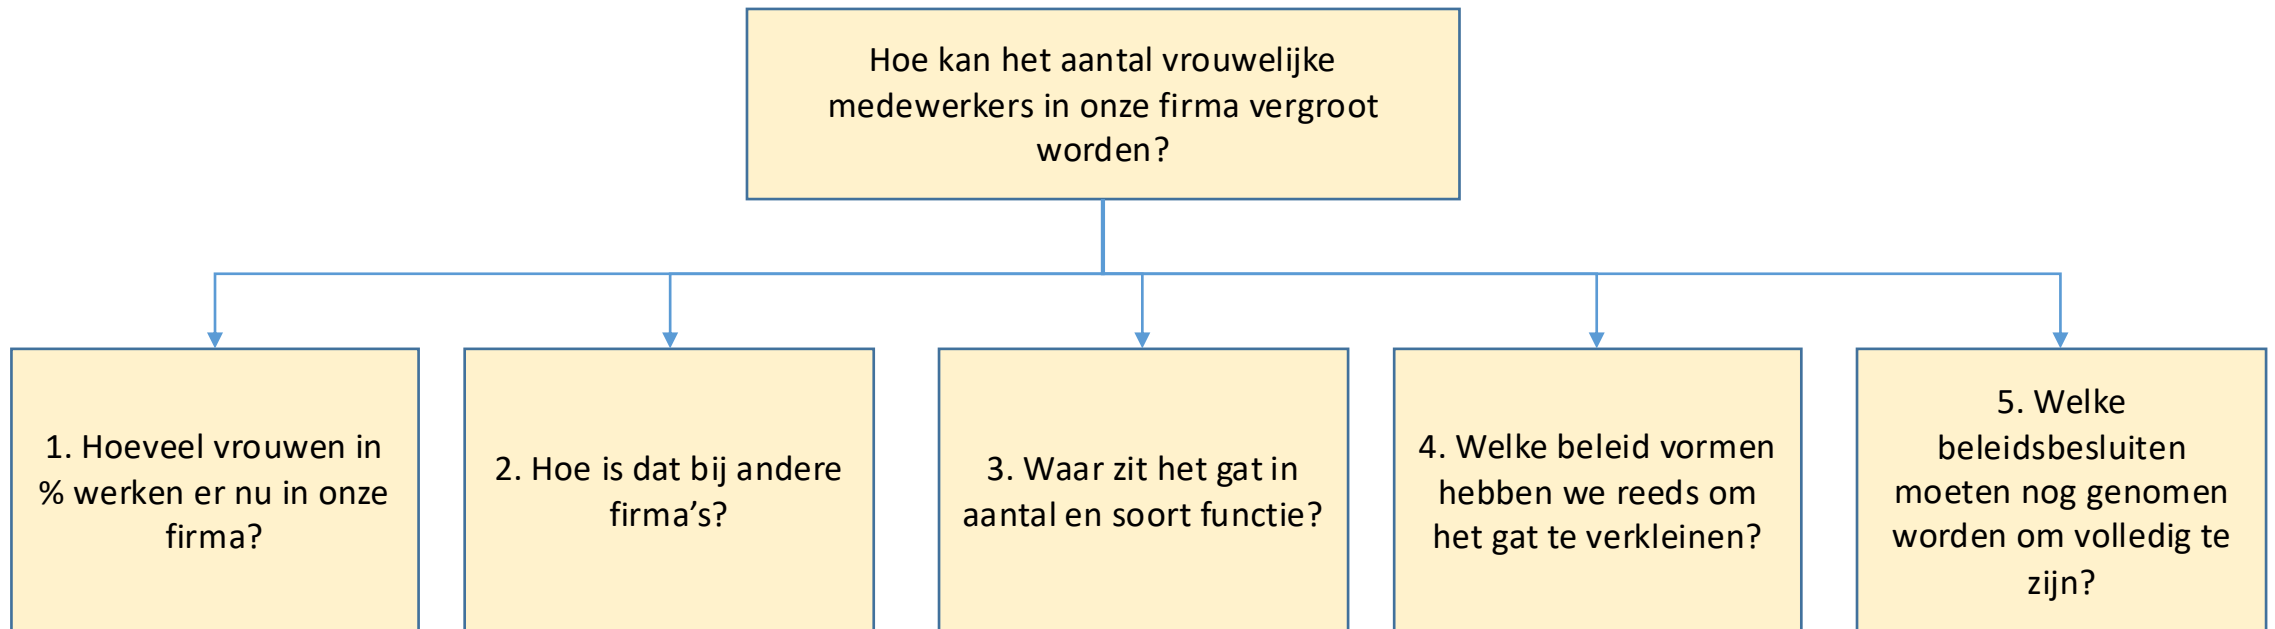 Hoe kan het aantal vrouwelijke
medewerkers in onze firma vergroot
worden?
1. Hoeveel vrouwen in
% werken er nu in onze
firma?
2. Hoe is dat bij andere
firma’s?
3. Waar zit het gat in
aantal en soort functie?
4. Welke beleid vormen
hebben we reeds om
het gat te verkleinen?
5. Welke
beleidsbesluiten
moeten nog genomen
worden om volledig te
zijn?